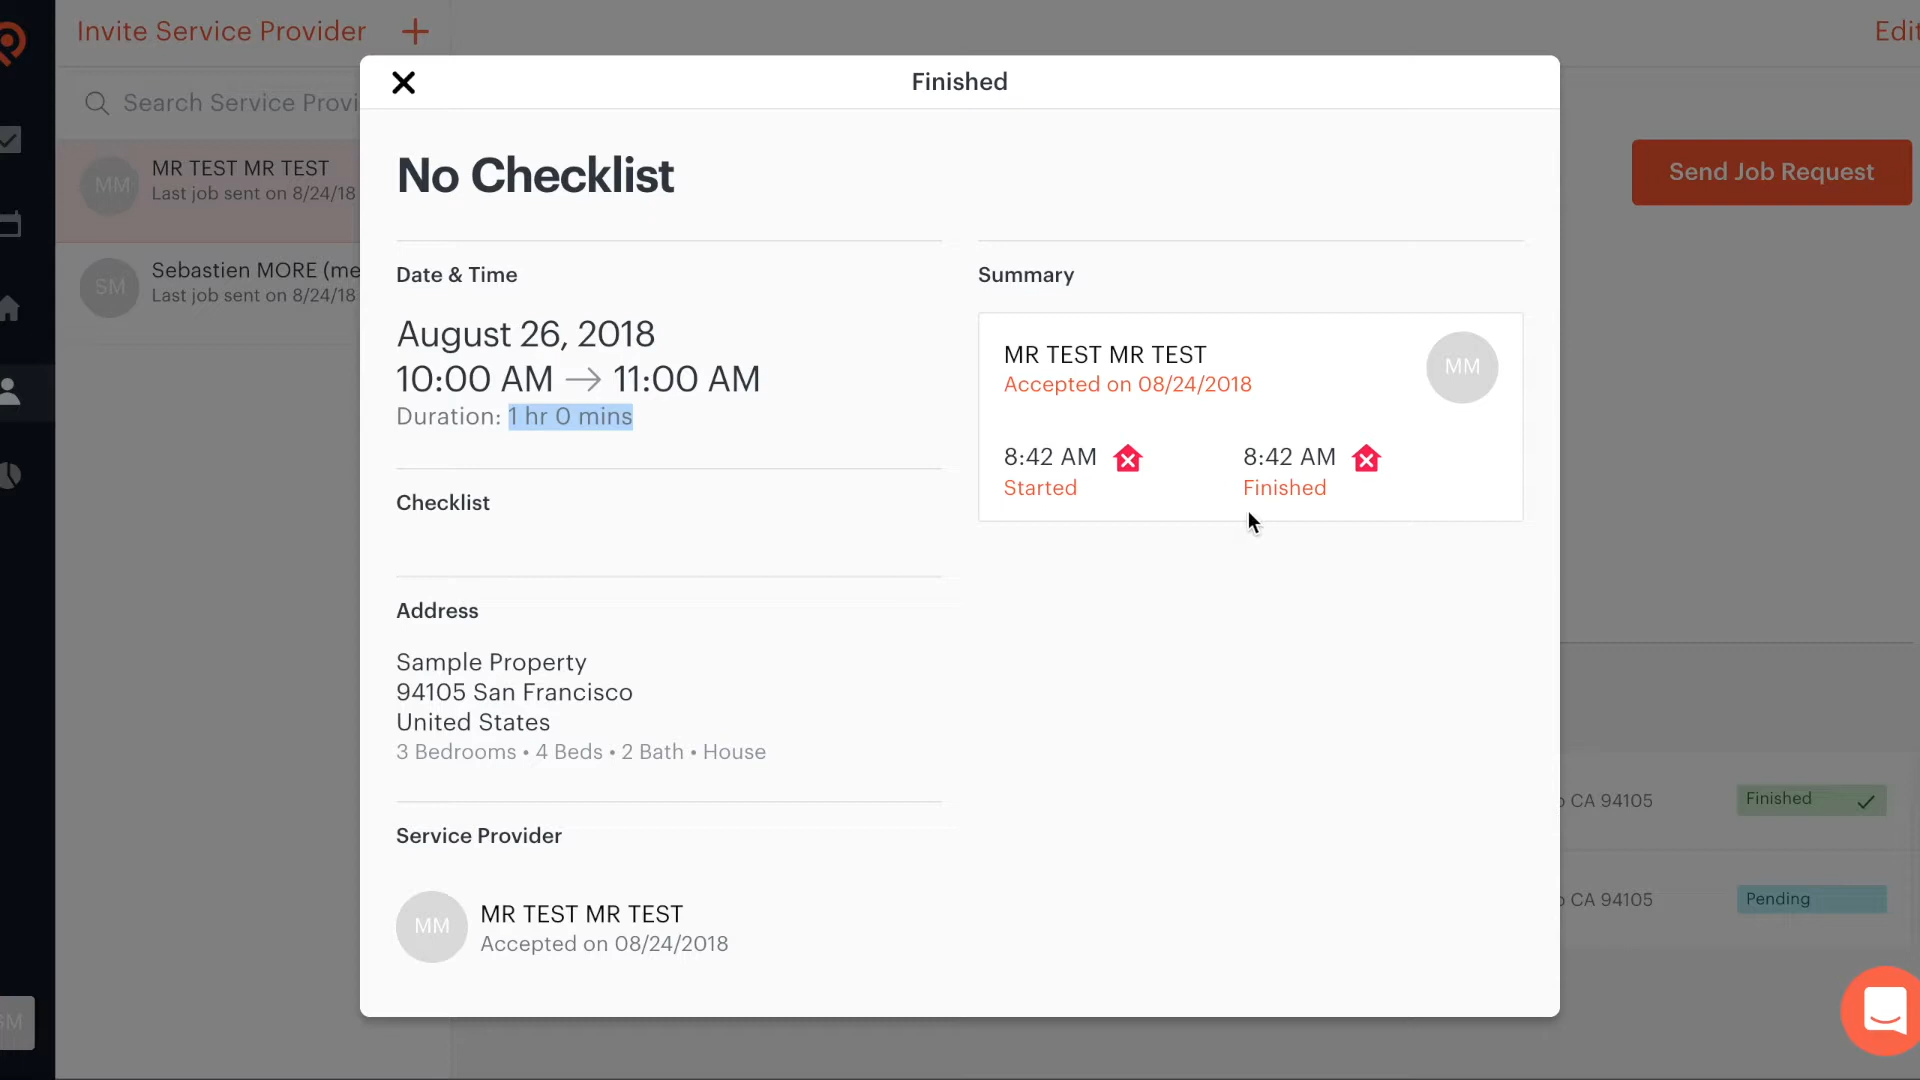 Invite Service Provider +
Edit
Search Service Provi
MR TEST MR TEST
Last job sent on 8/24/18
MM
Sebastien MORE (me
Last job sent on 8/24/18
SM
Send Job Request
Finished
No Checklist
Date & Time
August 26, 2018
10:00 AM → 11:00 AM
Duration: 1 hr 0 mins
Checklist
Address
Sample Property
94105 San Francisco
United States
3 Bedrooms • 4 Beds • 2 Bath • House
Service Provider
MM
MR TEST MR TEST
Accepted on 08/24/2018
Summary
MR TEST MR TEST
Accepted on 08/24/2018
MM
8:42 AM
Started
8:42 AM
Finished
CA 94105
Finished
CA 94105
Pending
SM